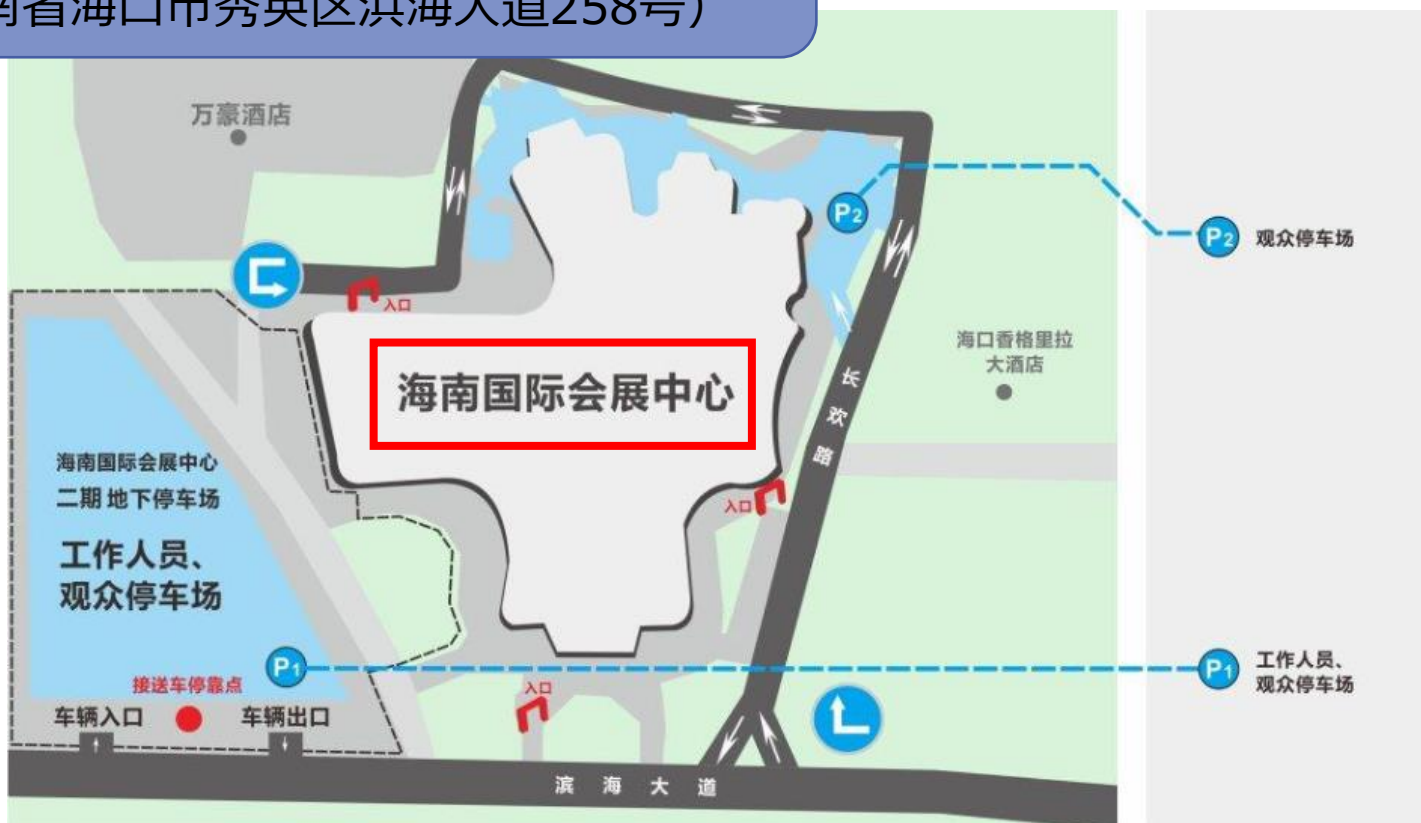 南省海口市秀英区滨海大道258号）
万豪酒店
P2
P2 观众停车场
入口
海口香格里拉
大酒店
海南国际会展中心
长欢路
海南国际会展中心
二期地下停车场
入口
工作人员、
观众停车场
P1
P1 工作人员、
观众停车场
接送车停靠点
入口
车辆入口
车辆出口
滨海大道